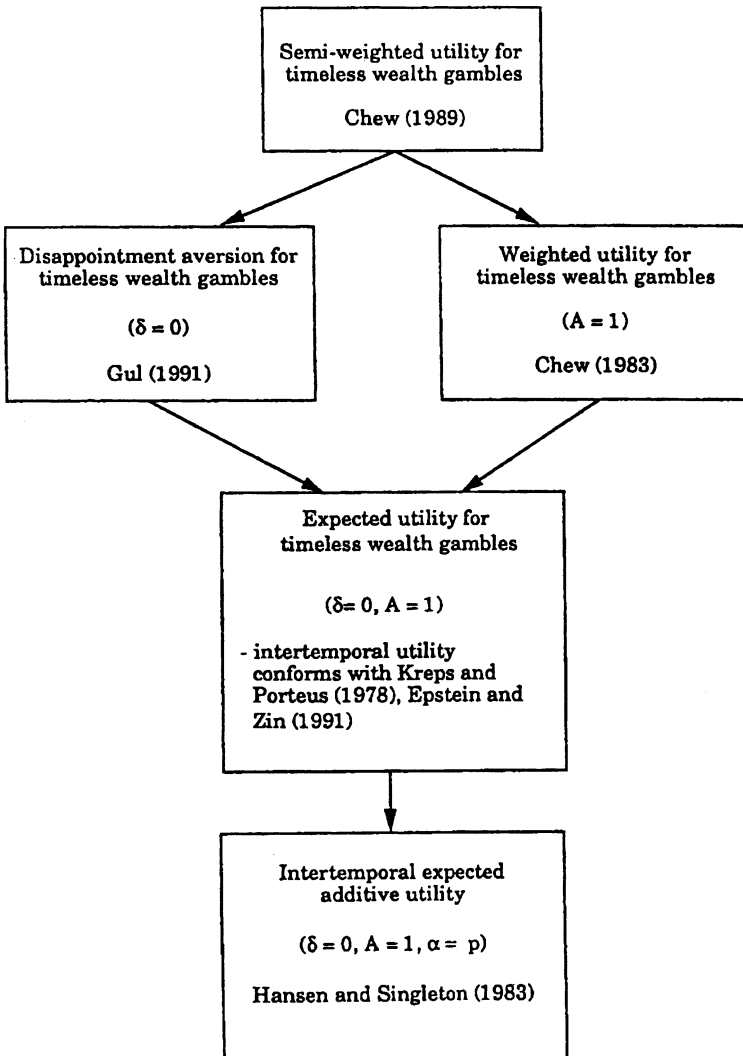 Semi-weighted utility for
timeless wealth gambles
Chew (1989)
Disappointment aversion for
timeless wealth gambles
(δ = 0)
Gul (1991)
Weighted utility for
timeless wealth gambles
(A = 1)
Chew (1983)
Expected utility for
timeless wealth gambles
(δ= 0, A = 1)
- intertemporal utility
conforms with Kreps and
Porteus (1978), Epstein and
Zin (1991)
Intertemporal expected
additive utility
(δ = 0, A = 1, α = p)
Hansen and Singleton (1983)